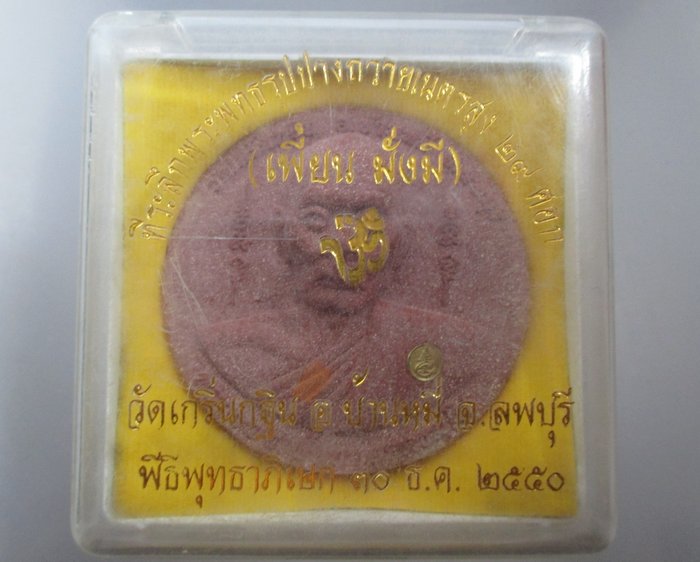 ที่ระลึกพระพุทธรูปปางถวายเนตรสูง ๒๙ ศอก
(เพี่ยน มั่งมี)
วัดเกริ่นกฐิน อ.บ้านหมี่ จ.ลพบุรี
พิธีพุทธาภิเษก ๓๐ ธ.ค. ๒๕๕๐